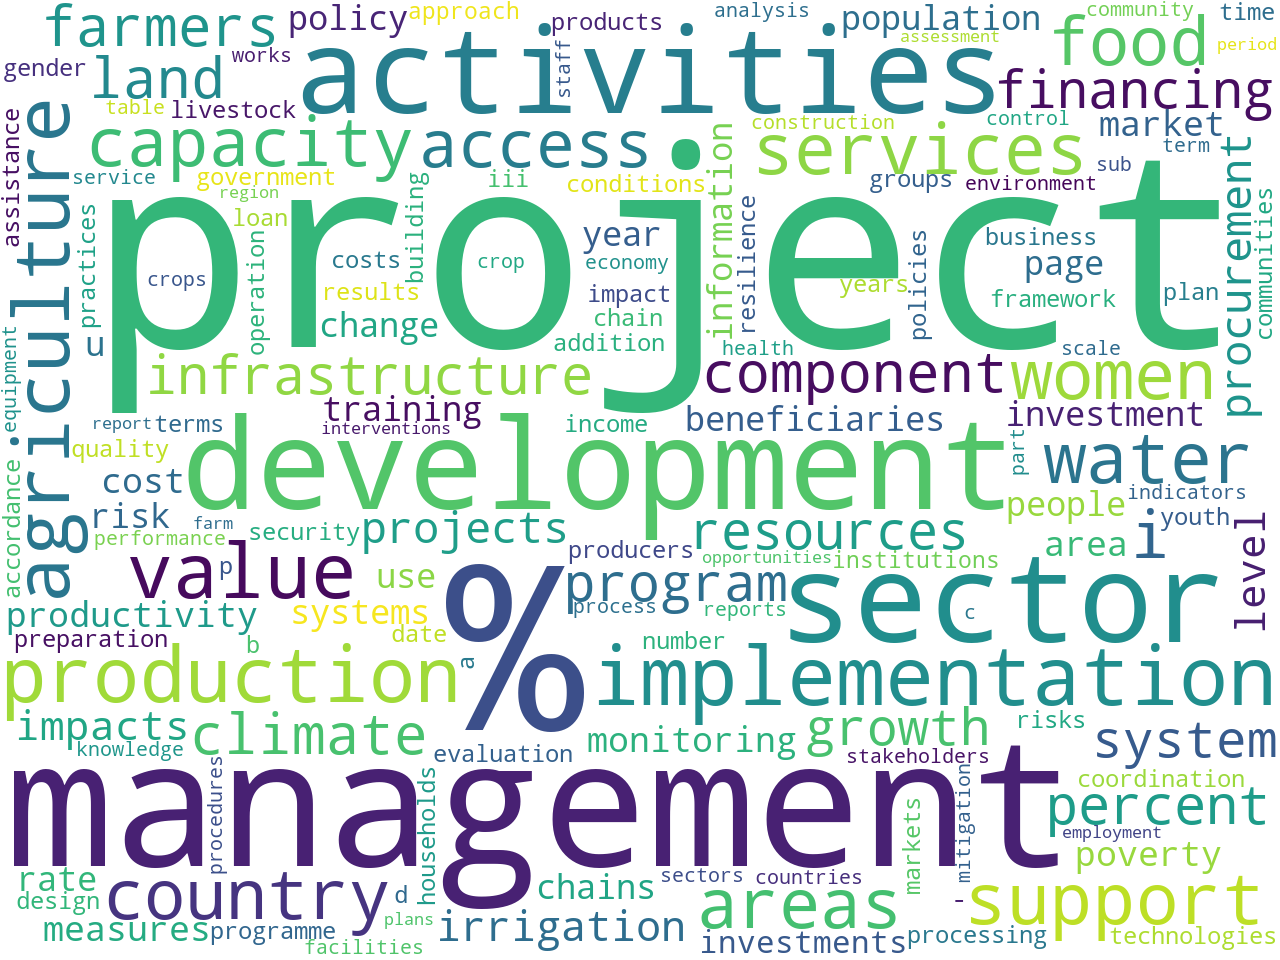 farmers
policy
approach
products
analysis
population
community
time
activities
food
assessment
period
gender
works
land
staff
financing
table
livestock
assistance
agriculture
capacity
access
services
construction
control
market
term
information
procurement
service
government
iii
conditions
groups
environment
sub
region
loan
building
practices
operation
project
year
resilience
policies
business
communities
crops
costs
crop
economy
page
results
impact
years
framework
plan
change
chain
u
addition
health
scale
equipment
infrastructure
component
women
training
interventions
report
terms
income
beneficiaries
investment
quality
development
part
water
cost
accordance
risk
farm
people
indicators
performance
security
projects
resources
i
youth
level
producers
opportunities
institutions
area
value
p
use
%
program
process
sector
productivity
systems
reports
c
preparation
b
date
a
number
production
implementation
impacts
knowledge
climate
evaluation
monitoring
growth
risks
stakeholders
system
procedures
management
households
markets
mitigation
coordination
percent
employment
poverty
rate
design
country
d
chains
sectors
countries
areas
-
support
measures
programme
plans
facilities
irrigation
investments
processing
technologies